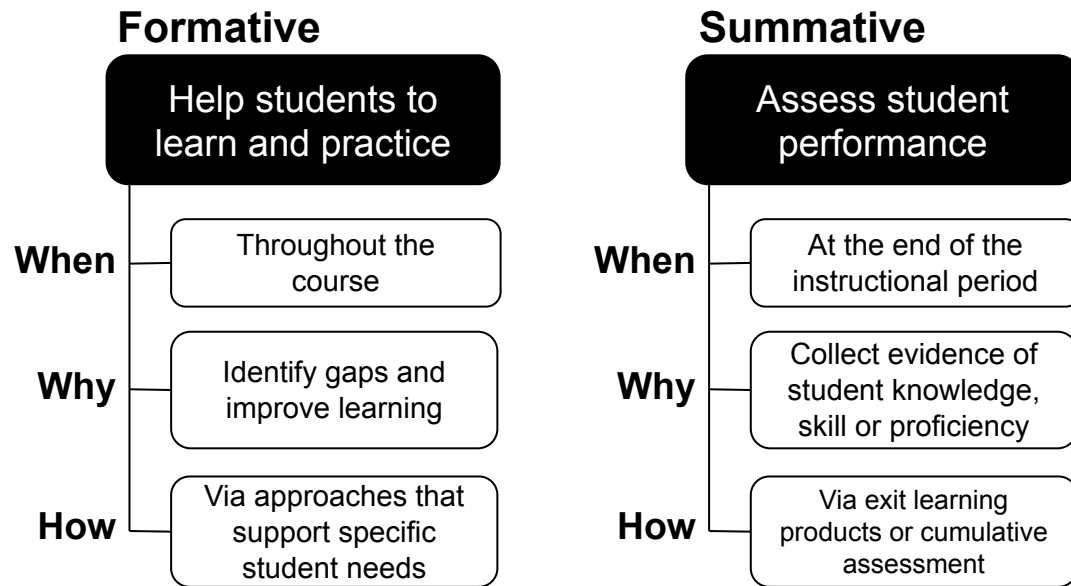 Formative
Help students to
learn and practice
When
Throughout the
course
Why
Identify gaps and
improve learning
How
Via approaches that
support specific
student needs
Summative
Assess student
performance
When
At the end of the
instructional period
Why
Collect evidence of
student knowledge,
skill or proficiency
How
Via exit learning
products or cumulative
assessment